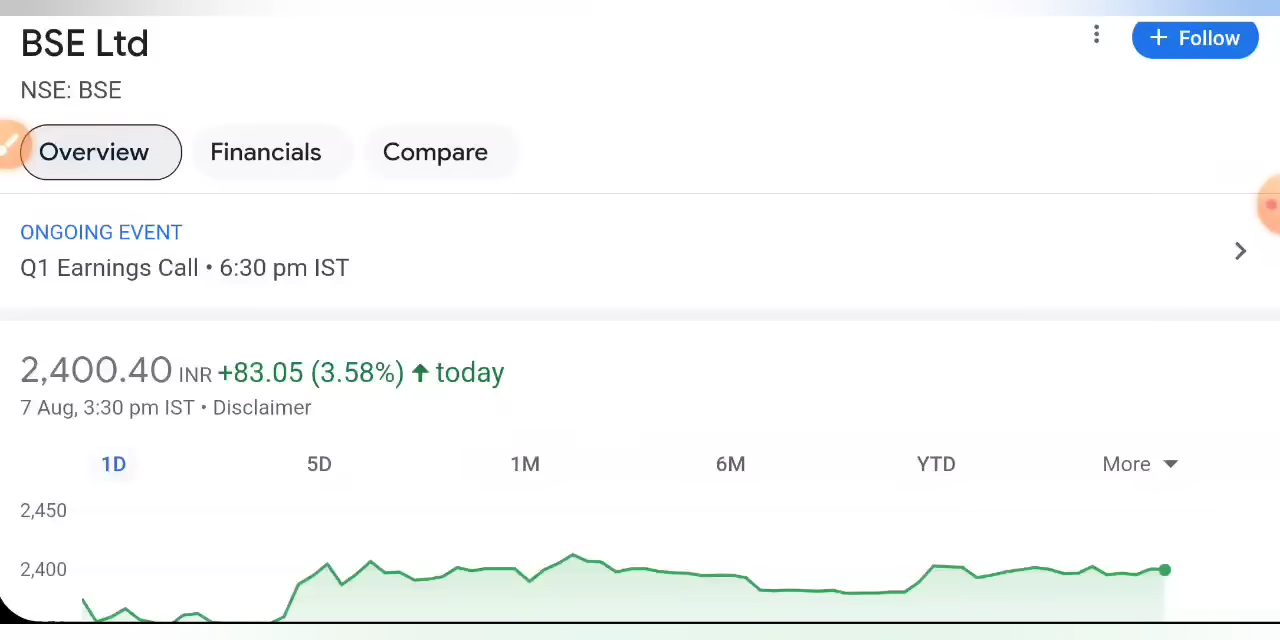 BSE Ltd
+ Follow
NSE: BSE
Overview Financials Compare
ONGOING EVENT
Q1 Earnings Call • 6:30 pm IST
2,400.40 INR +83.05 (3.58%) ↑ today
7 Aug, 3:30 pm IST • Disclaimer
1D 5D 1M 6M YTD More
2,450
2,400